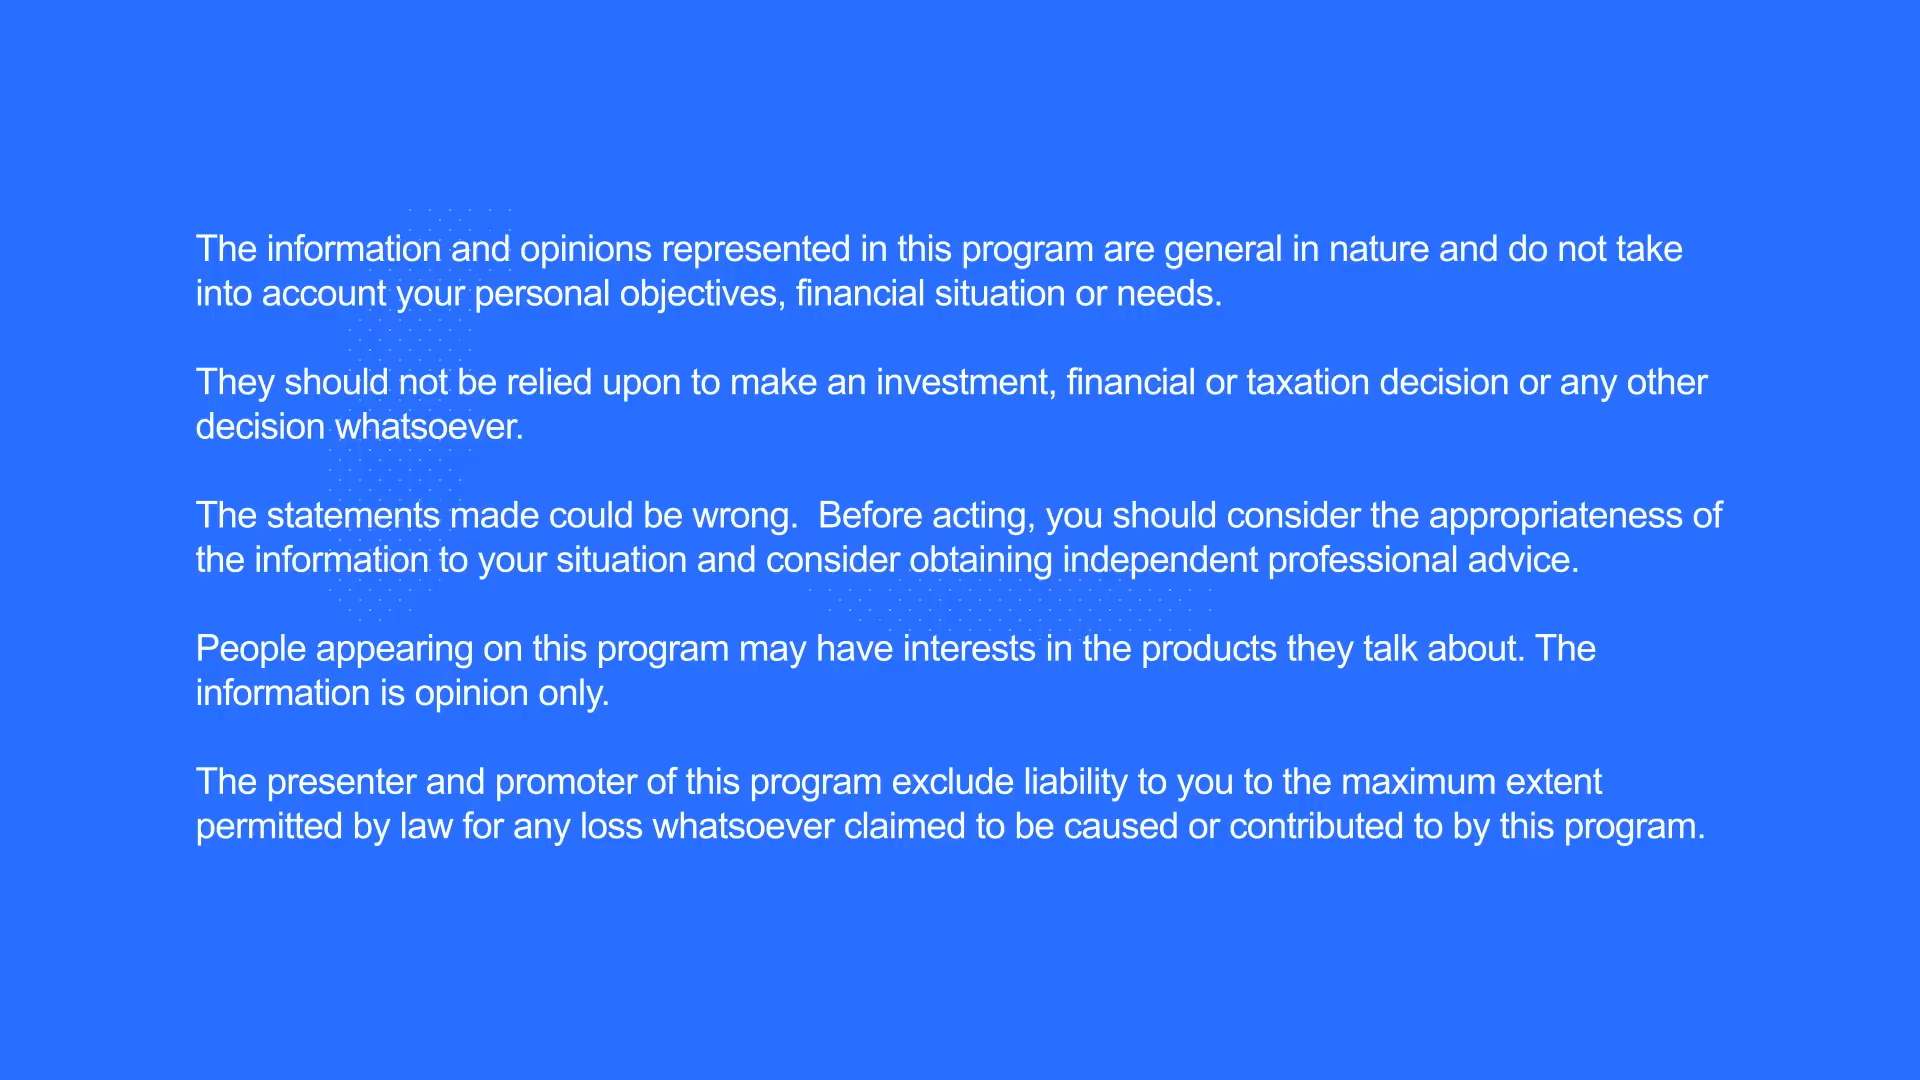 The information and opinions represented in this program are general in nature and do not take
into account your personal objectives, financial situation or needs.
They should not be relied upon to make an investment, financial or taxation decision or any other
decision whatsoever.
The statements made could be wrong.  Before acting, you should consider the appropriateness of
the information to your situation and consider obtaining independent professional advice.
People appearing on this program may have interests in the products they talk about. The
information is opinion only.
The presenter and promoter of this program exclude liability to you to the maximum extent
permitted by law for any loss whatsoever claimed to be caused or contributed to by this program.